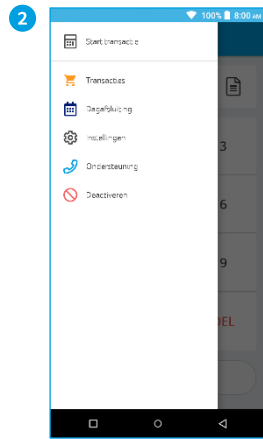 2
100% 8:00 AM
Start transactie
Transacties
Dagafsluiting
Instellingen
Ondersteuning
Deactiveren
3
6
9
DEL